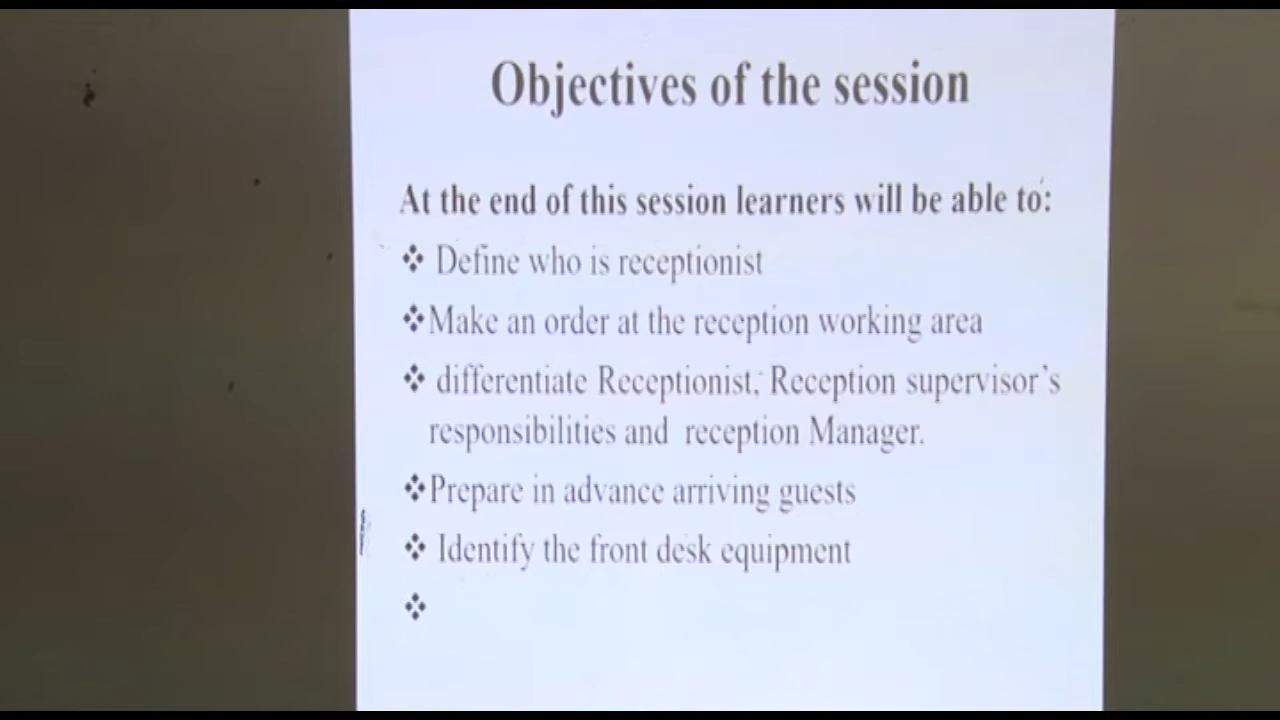 Objectives of the session
At the end of this session learners will be able to:
❖ Define who is receptionist
❖Make an order at the reception working area
❖ differentiate Receptionist, Reception supervisor's
responsibilities and reception Manager.
❖Prepare in advance arriving guests
❖ Identify the front desk equipment
❖